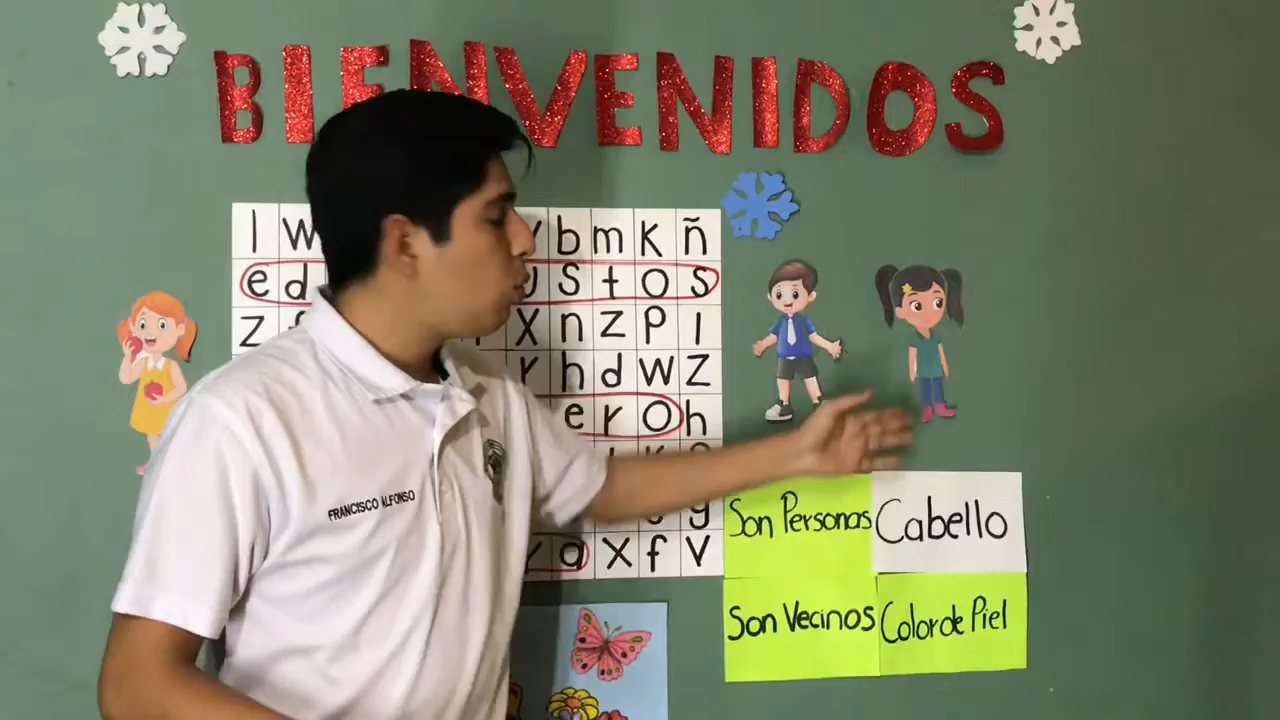 BIENVENIDOS
l w b m k ñ
e d s t o s
z x n z p l
r h d w z
e r o h
g
a x f v
FRANCISCO ALFONSO
Son Personas Cabello
Son Vecinos Color de Piel